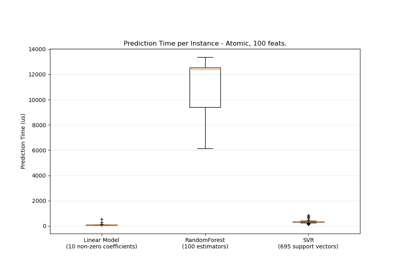 Prediction Time per Instance - Atomic, 100 feats.
14000
12000
10000
8000
6000
4000
2000
0
Prediction Time (us)
Linear Model
(10 non-zero coefficients)
RandomForest
(100 estimators)
SVR
(695 support vectors)